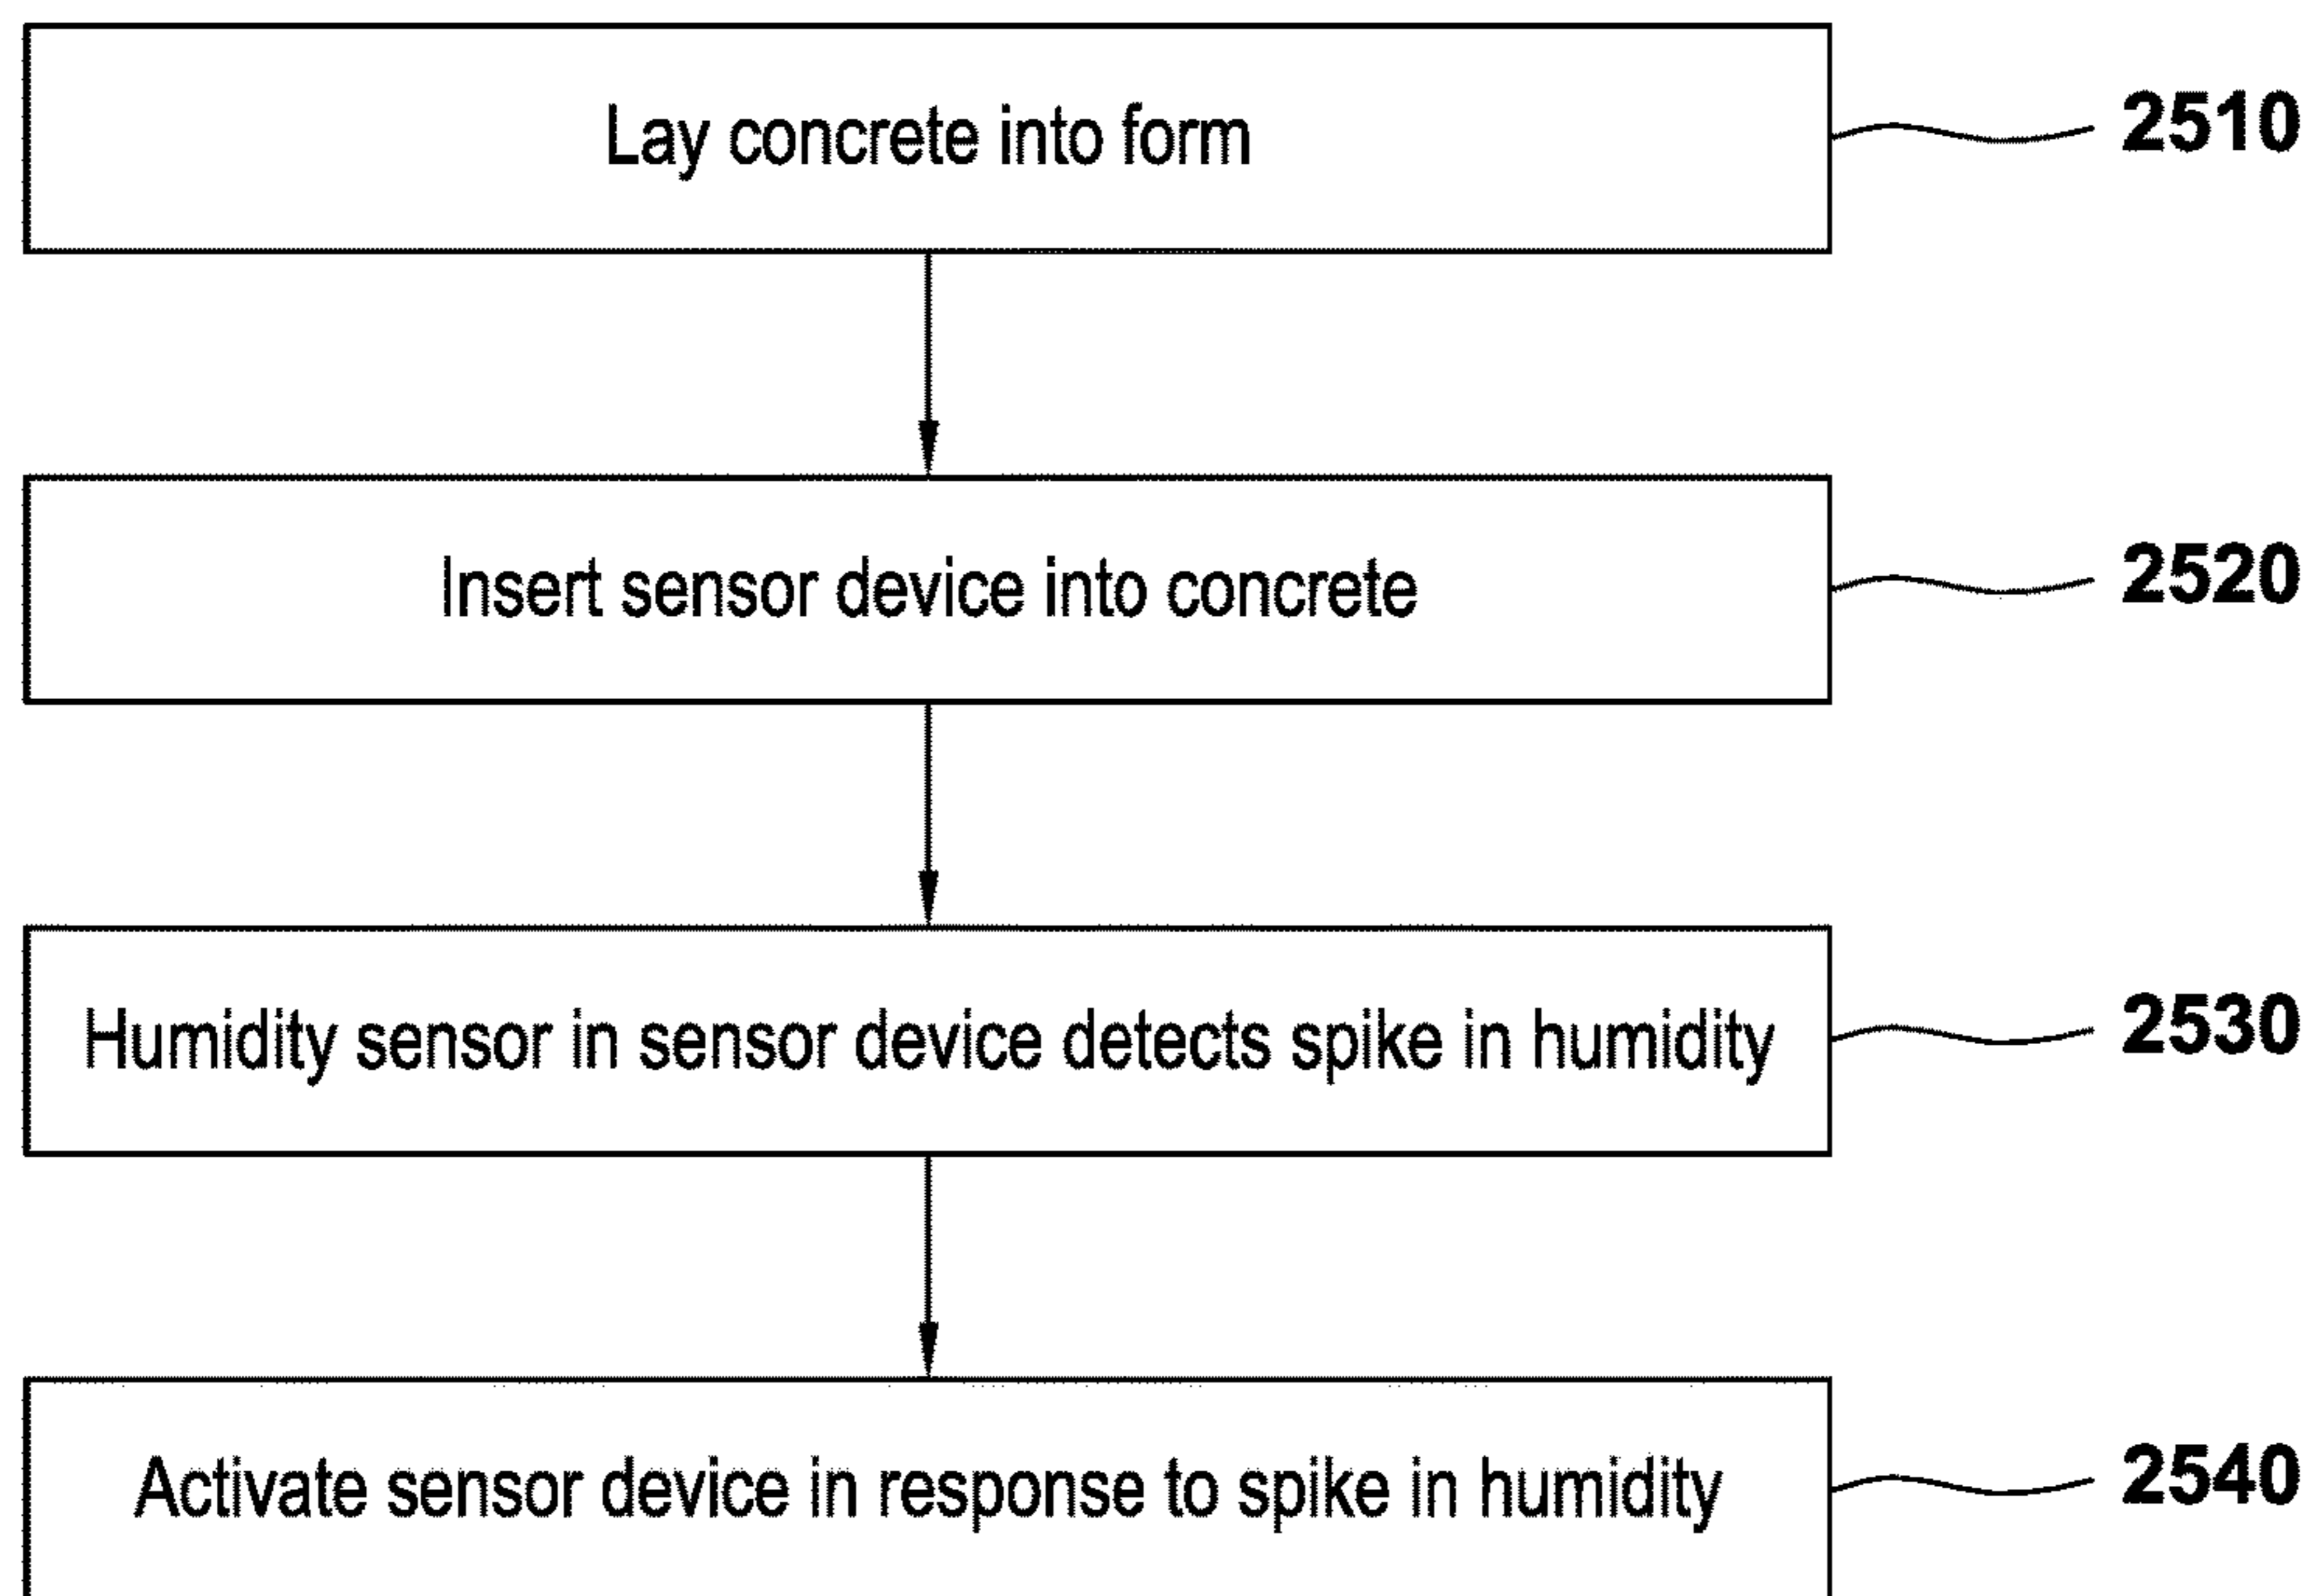 Lay concrete into form 2510
Insert sensor device into concrete 2520
Humidity sensor in sensor device detects spike in humidity 2530
Activate sensor device in response to spike in humidity 2540